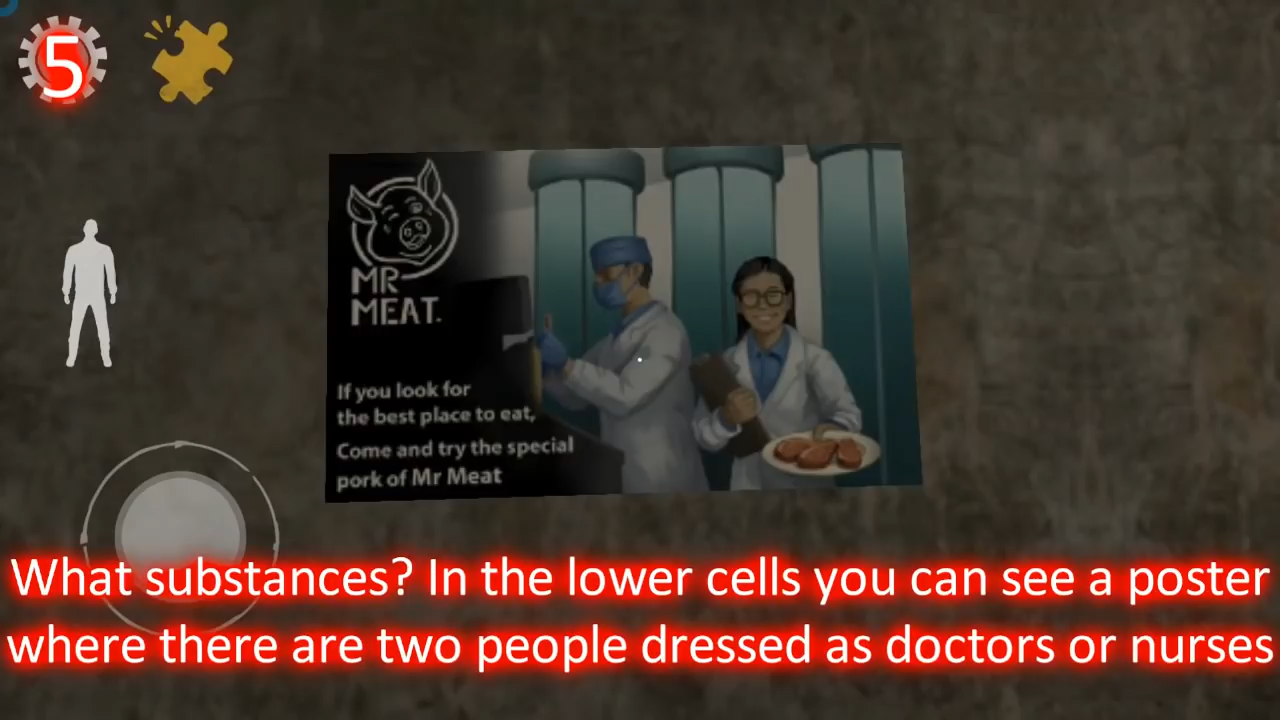 5
MR
MEAT.
If you look for
the best place to eat,
Come and try the special
pork of Mr Meat
What substances? In the lower cells you can see a poster
where there are two people dressed as doctors or nurses